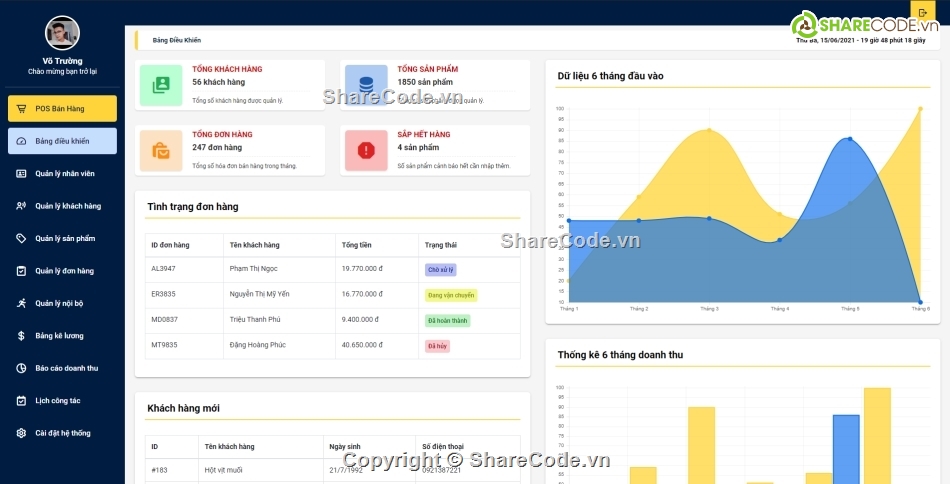 SHARECODE.vn
Võ Trường
Chào mừng bạn trở lại
POS Bán Hàng
Bảng điều khiển
Quản lý nhân viên
Quản lý khách hàng
Quản lý sản phẩm
Quản lý đơn hàng
Quản lý nội bộ
Bảng kê lương
Báo cáo doanh thu
Lịch công tác
Cài đặt hệ thống
Bảng Điều Khiển
Thứ Ba, 15/06/2021 - 19 giờ 48 phút 18 giây
TỔNG KHÁCH HÀNG
56 khách hàng
Tổng số khách hàng được quản lý.
TỔNG SẢN PHẨM
1850 sản phẩm
được quản lý.
ShareCode.vn
TỔNG ĐƠN HÀNG
247 đơn hàng
Tổng số hóa đơn bán hàng trong tháng.
SẮP HẾT HÀNG
4 sản phẩm
Số sản phẩm cảnh báo hết cần nhập thêm.
Tình trạng đơn hàng
ID đơn hàng Tên khách hàng Tổng tiền Trạng thái
AL3947 Phạm Thị Ngọc 19.770.000 đ Chờ xử lý
ER3835 Nguyễn Thị Mỹ Yến 16.770.000 đ Đang vận chuyển
MD0837 Triệu Thanh Phú 9.400.000 đ Đã hoàn thành
MT9835 Đặng Hoàng Phúc 40.650.000 đ Đã hủy
Khách hàng mới
ID Tên khách hàng Ngày sinh Số điện thoại
#183 Hột vịt muối 21/7/1992 0921387221
Copyright © ShareCode.vn
Dữ liệu 6 tháng đầu vào
100
95
90
85
80
75
70
65
60
55
50
45
40
35
30
25
20
15
10
Tháng 1 Tháng 2 Tháng 3 Tháng 4 Tháng 5 Tháng 6
ShareCode.vn
Thống kê 6 tháng doanh thu
100
95
90
85
80
75
70
65
60
55